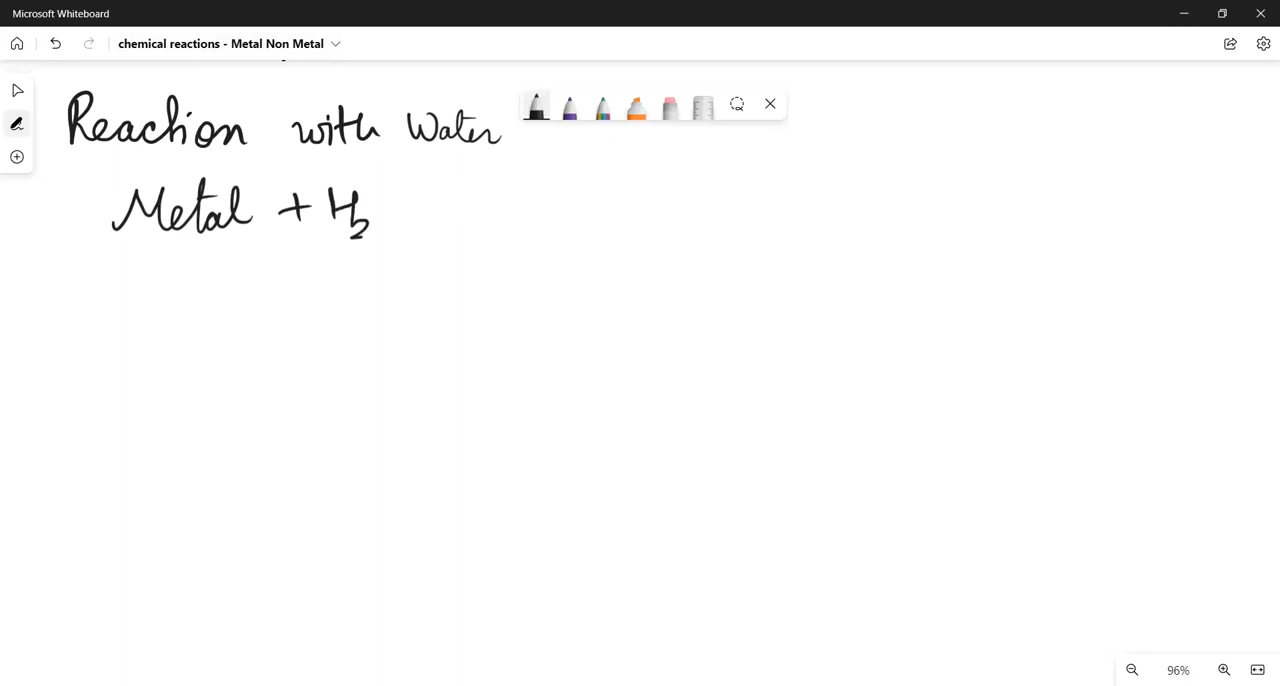 Microsoft Whiteboard
chemical reactions - Metal Non Metal
Reaction with Water
Metal + H2
96%